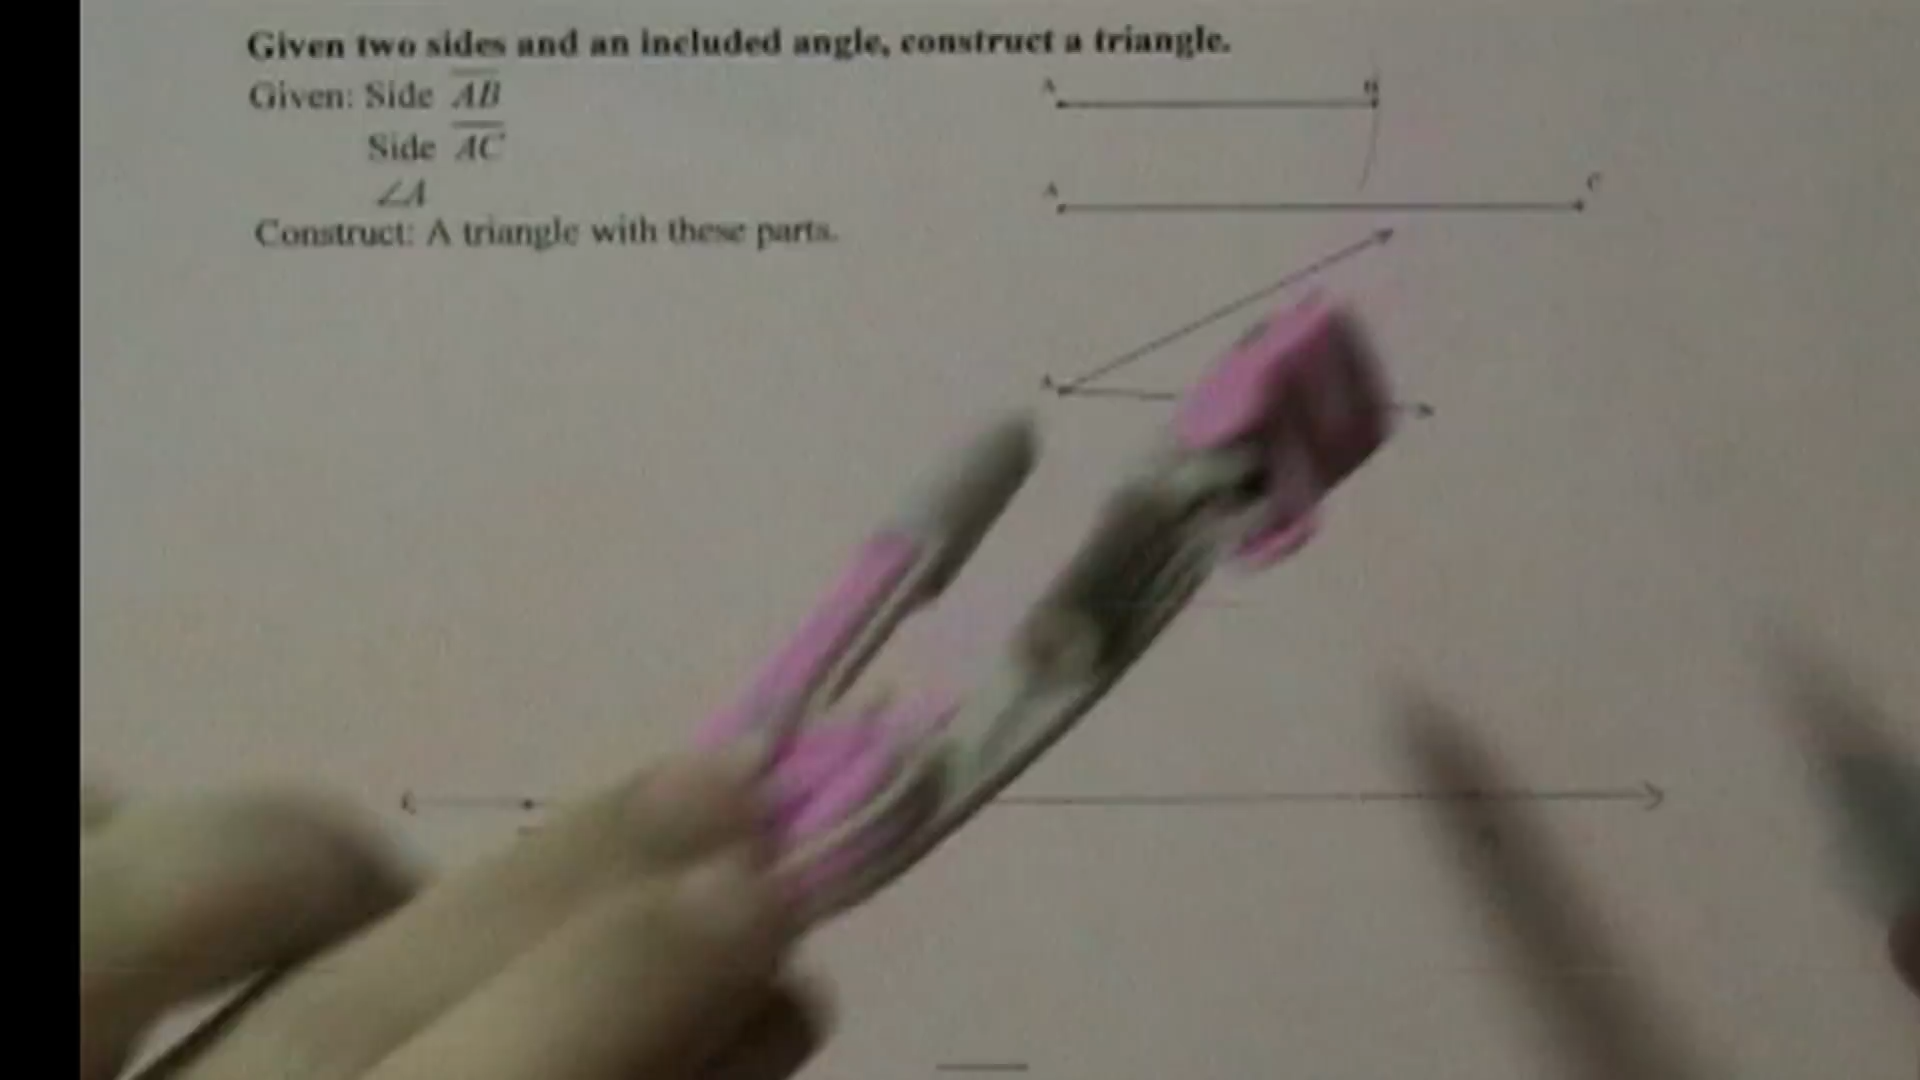 Given two sides and an included angle, construct a triangle.
Given: Side AB
Side AC
∠A
Construct: A triangle with these parts.
A B
A C
A